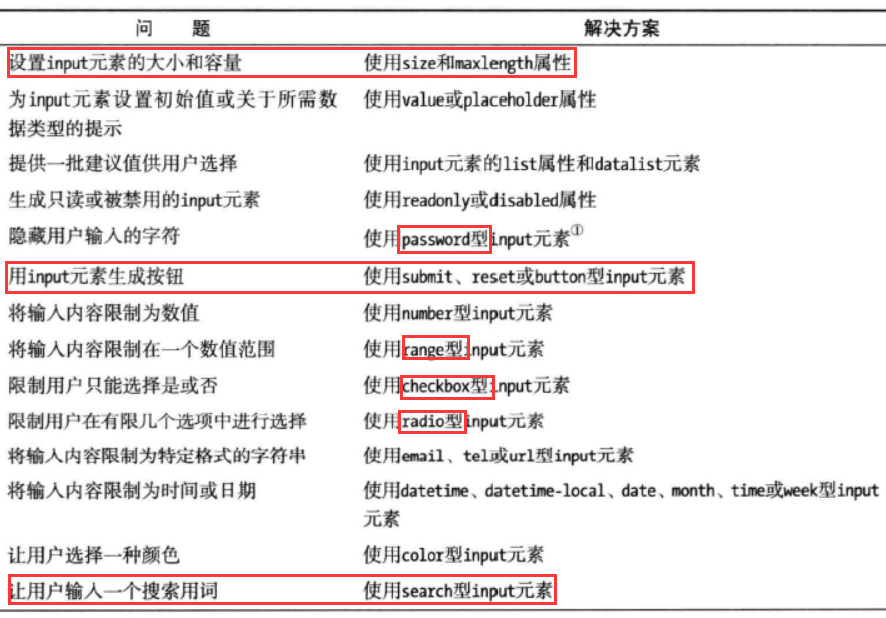 问 题 解决方案
设置input元素的大小和容量 使用size和maxlength属性
为input元素设置初始值或关于所需数 使用value或placeholder属性
据类型的提示
提供一批建议值供用户选择 使用input元素的list属性和datalist元素
生成只读或被禁用的input元素 使用readonly或disabled属性
隐藏用户输入的字符 使用password型input元素①
用input元素生成按钮 使用submit、reset或button型input元素
将输入内容限制为数值 使用number型input元素
将输入内容限制在一个数值范围 使用range型input元素
限制用户只能选择是或否 使用checkbox型input元素
限制用户在有限几个选项中进行选择 使用radio型input元素
将输入内容限制为特定格式的字符串 使用email、tel或url型input元素
将输入内容限制为时间或日期 使用datetime、datetime-local、date、month、time或week型input
元素
让用户选择一种颜色 使用color型input元素
让用户输入一个搜索用词 使用search型input元素